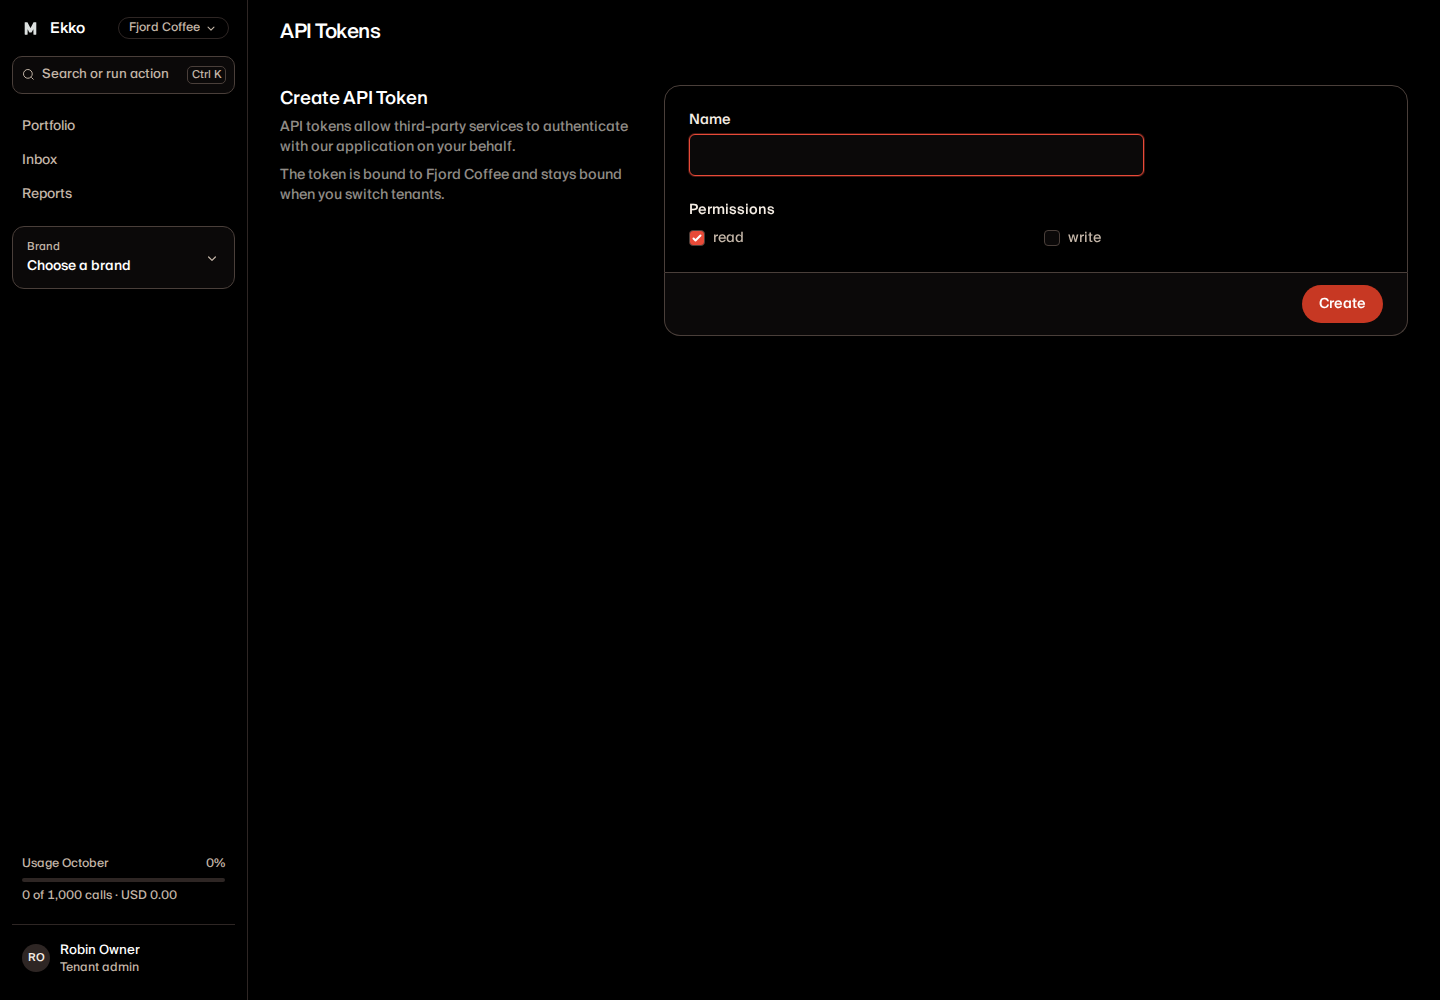 Ekko
Fjord Coffee
Search or run action
Ctrl K
Portfolio
Inbox
Reports
Brand
Choose a brand
Usage October
0%
0 of 1,000 calls · USD 0.00
RO
Robin Owner
Tenant admin
API Tokens
Create API Token
API tokens allow third-party services to authenticate
with our application on your behalf.
The token is bound to Fjord Coffee and stays bound
when you switch tenants.
Name
Permissions
read
write
Create